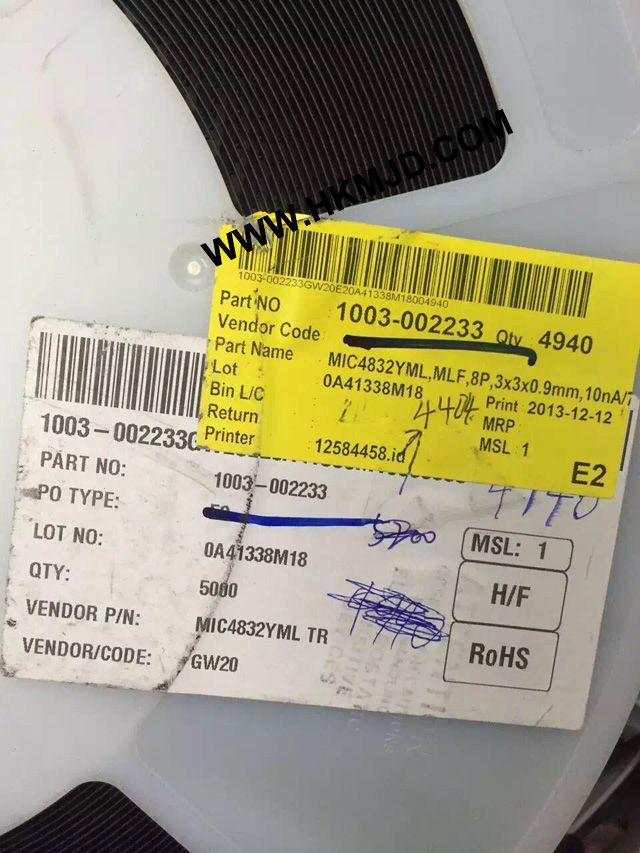 WWW.HKMJD.COM
1003-002233GW20E20A41338M18004940
Part NO 1003-002233 Qty 4940
Vendor Code
Part Name MIC4832YML,MLF,8P,3x3x0.9mm,10nA/
Lot 0A41338M18 Print 2013-12-12
Bin L/C 4404 MRP
Return MSL 1
Printer 12584458.id E2
1003-002233G
PART NO: 1003-002233
PO TYPE:
LOT NO: 0A41338M18
QTY: 5000
VENDOR P/N: MIC4832YML TR
VENDOR/CODE: GW20
MSL: 1
H/F
RoHS